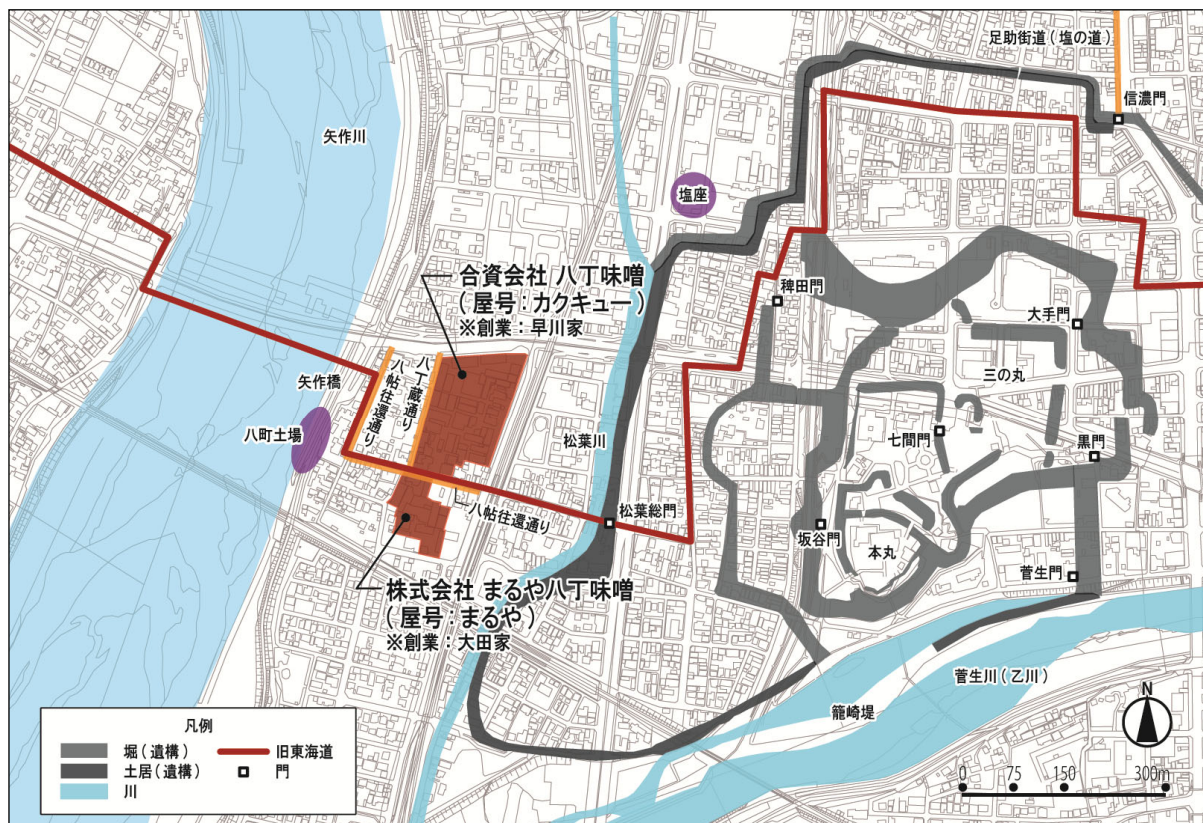 足助街道(塩の道)
信濃門
矢作川
塩座
合資会社 八丁味噌
(屋号:カクキュー)
※創業:早川家
稗田門
大手門
三の丸
八丁蔵通り
八帖往還通り
矢作橋
八町土場
松葉川
七間門
黒門
八帖往還通り
松葉総門
坂谷門
本丸
菅生門
株式会社 まるや八丁味噌
(屋号:まるや)
※創業:大田家
菅生川(乙川)
籠崎堤
N
凡例
堀(遺構)
旧東海道
土居(遺構)
門
川
0 75 150 300m